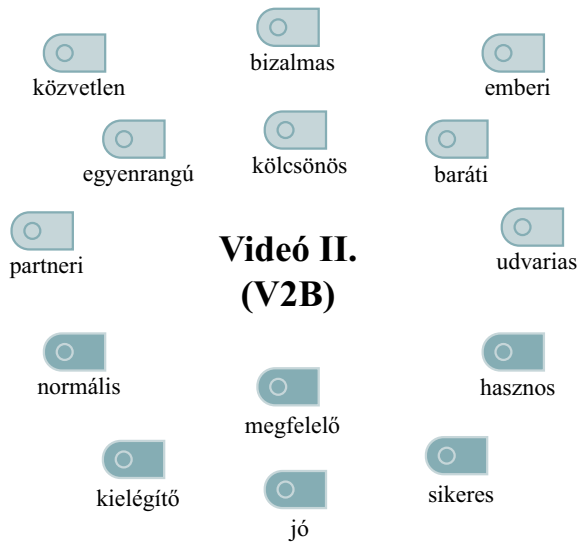 bizalmas
közvetlen
emberi
kölcsönös
egyenrangú
baráti
partneri
udvarias
Videó II.
(V2B)
normális
hasznos
megfelelő
kielégítő
sikeres
jó